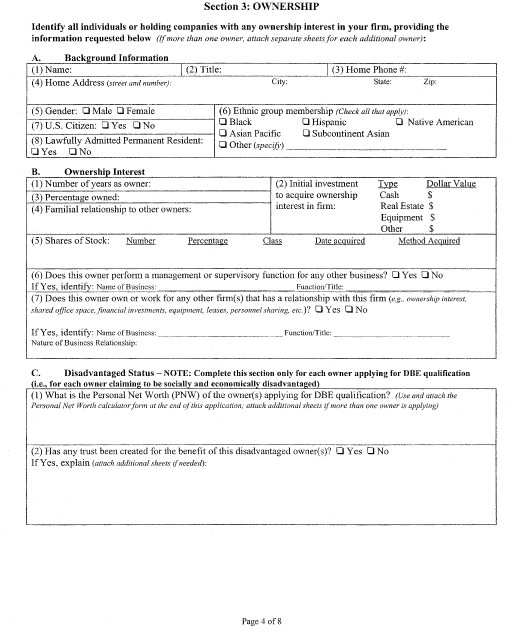 Section 3: OWNERSHIP
Identify all individuals or holding companies with any ownership interest in your firm, providing the
information requested below (If more than one owner, attach separate sheets for each additional owner):
A. Background Information
(1) Name: (2) Title: (3) Home Phone #:
(4) Home Address (street and number): City: State: Zip:
(5) Gender: ❑ Male ❑ Female
(6) Ethnic group membership (Check all that apply):
❑ Black ❑ Hispanic ❑ Native American
❑ Asian Pacific ❑ Subcontinent Asian
❑ Other (specify)
(7) U.S. Citizen: ❑ Yes ❑ No
(8) Lawfully Admitted Permanent Resident:
❑ Yes ❑ No
B. Ownership Interest
(1) Number of years as owner:
(3) Percentage owned:
(4) Familial relationship to other owners:
(2) Initial investment
to acquire ownership
interest in firm:
Type Dollar Value
Cash $
Real Estate $
Equipment $
Other $
(5) Shares of Stock: Number Percentage Class Date acquired Method Acquired
(6) Does this owner perform a management or supervisory function for any other business? ❑ Yes ❑ No
If Yes, identify: Name of Business: Function/Title:
(7) Does this owner own or work for any other firm(s) that has a relationship with this firm (e.g., ownership interest,
shared office space, financial investments, equipment, leases, personnel sharing, etc.)? ❑ Yes ❑ No
If Yes, identify: Name of Business: Function/Title:
Nature of Business Relationship:
C. Disadvantaged Status – NOTE: Complete this section only for each owner applying for DBE qualification
(i.e., for each owner claiming to be socially and economically disadvantaged)
(1) What is the Personal Net Worth (PNW) of the owner(s) applying for DBE qualification? (Use and attach the
Personal Net Worth calculator form at the end of this application; attach additional sheets if more than one owner is applying)
(2) Has any trust been created for the benefit of this disadvantaged owner(s)? ❑ Yes ❑ No
If Yes, explain (attach additional sheets if needed):
Page 4 of 8